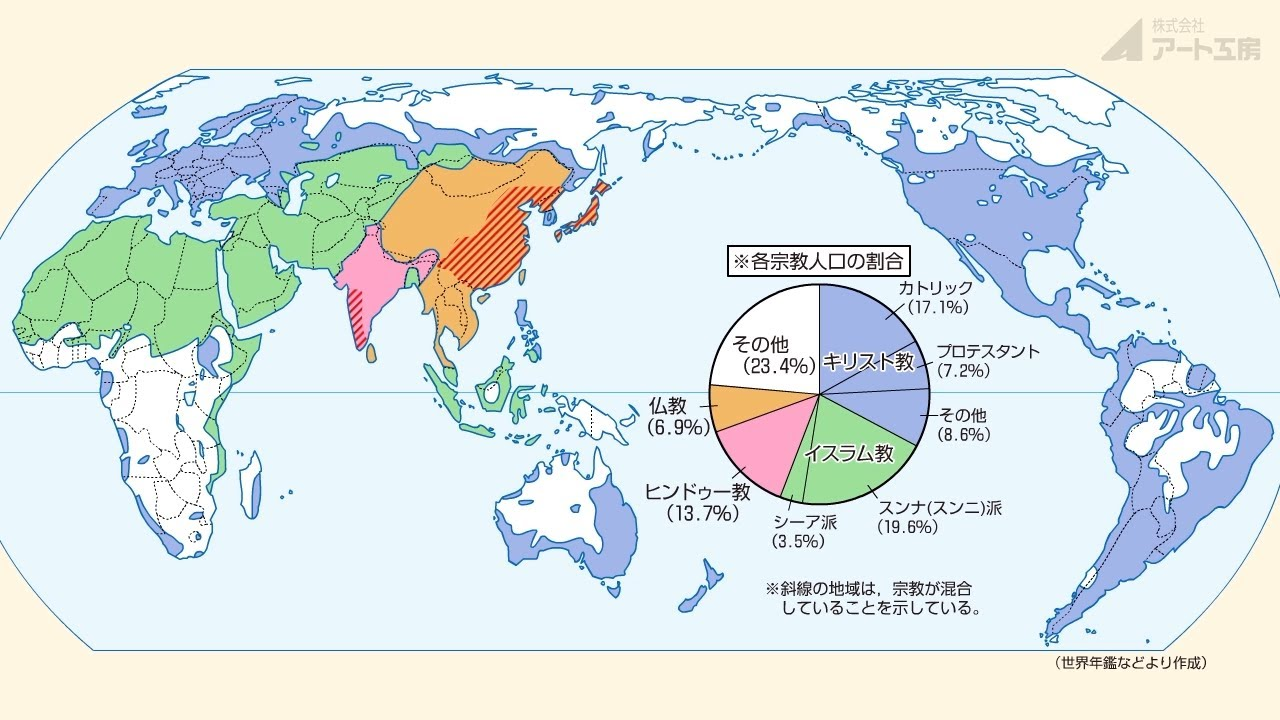 株式会社
アート工房
※各宗教人口の割合
カトリック
(17.1%)
プロテスタント
(7.2%)
その他
(8.6%)
キリスト教
イスラム教
スンナ(スンニ)派
(19.6%)
シーア派
(3.5%)
ヒンドゥー教
(13.7%)
仏教
(6.9%)
その他
(23.4%)
※斜線の地域は，宗教が混合
していることを示している。
（世界年鑑などより作成）